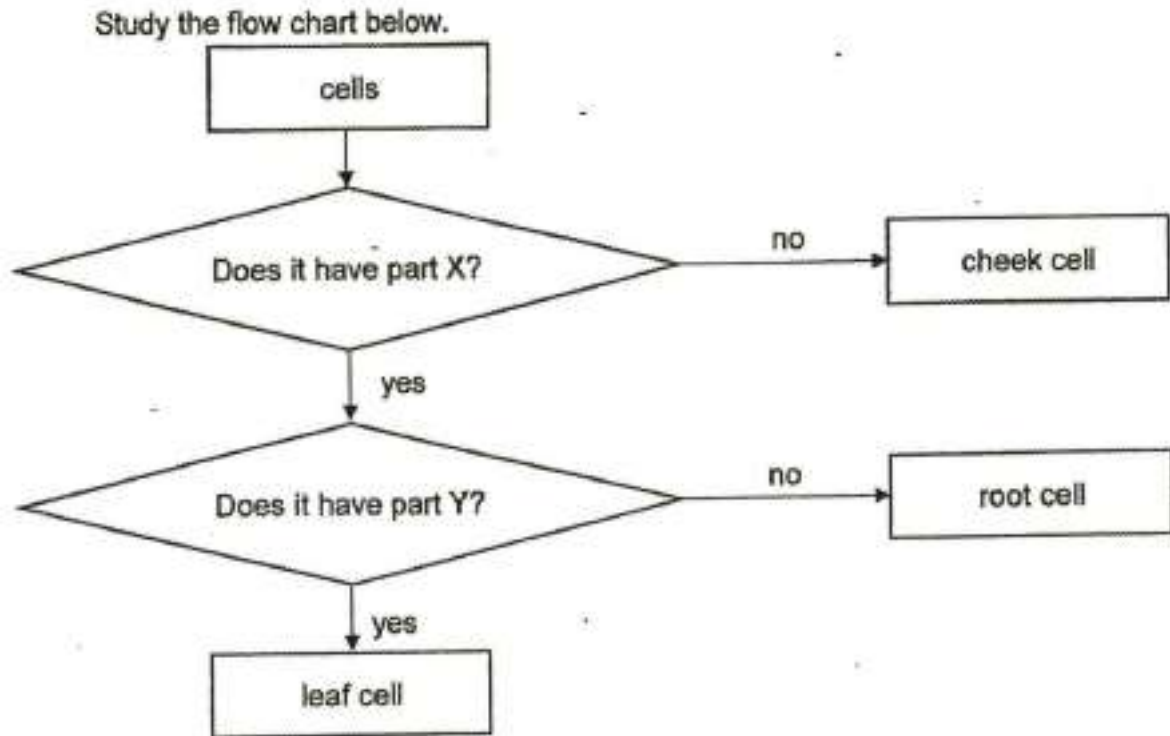 Study the flow chart below.
cells
Does it have part X?
no
cheek cell
yes
Does it have part Y?
no
root cell
yes
leaf cell